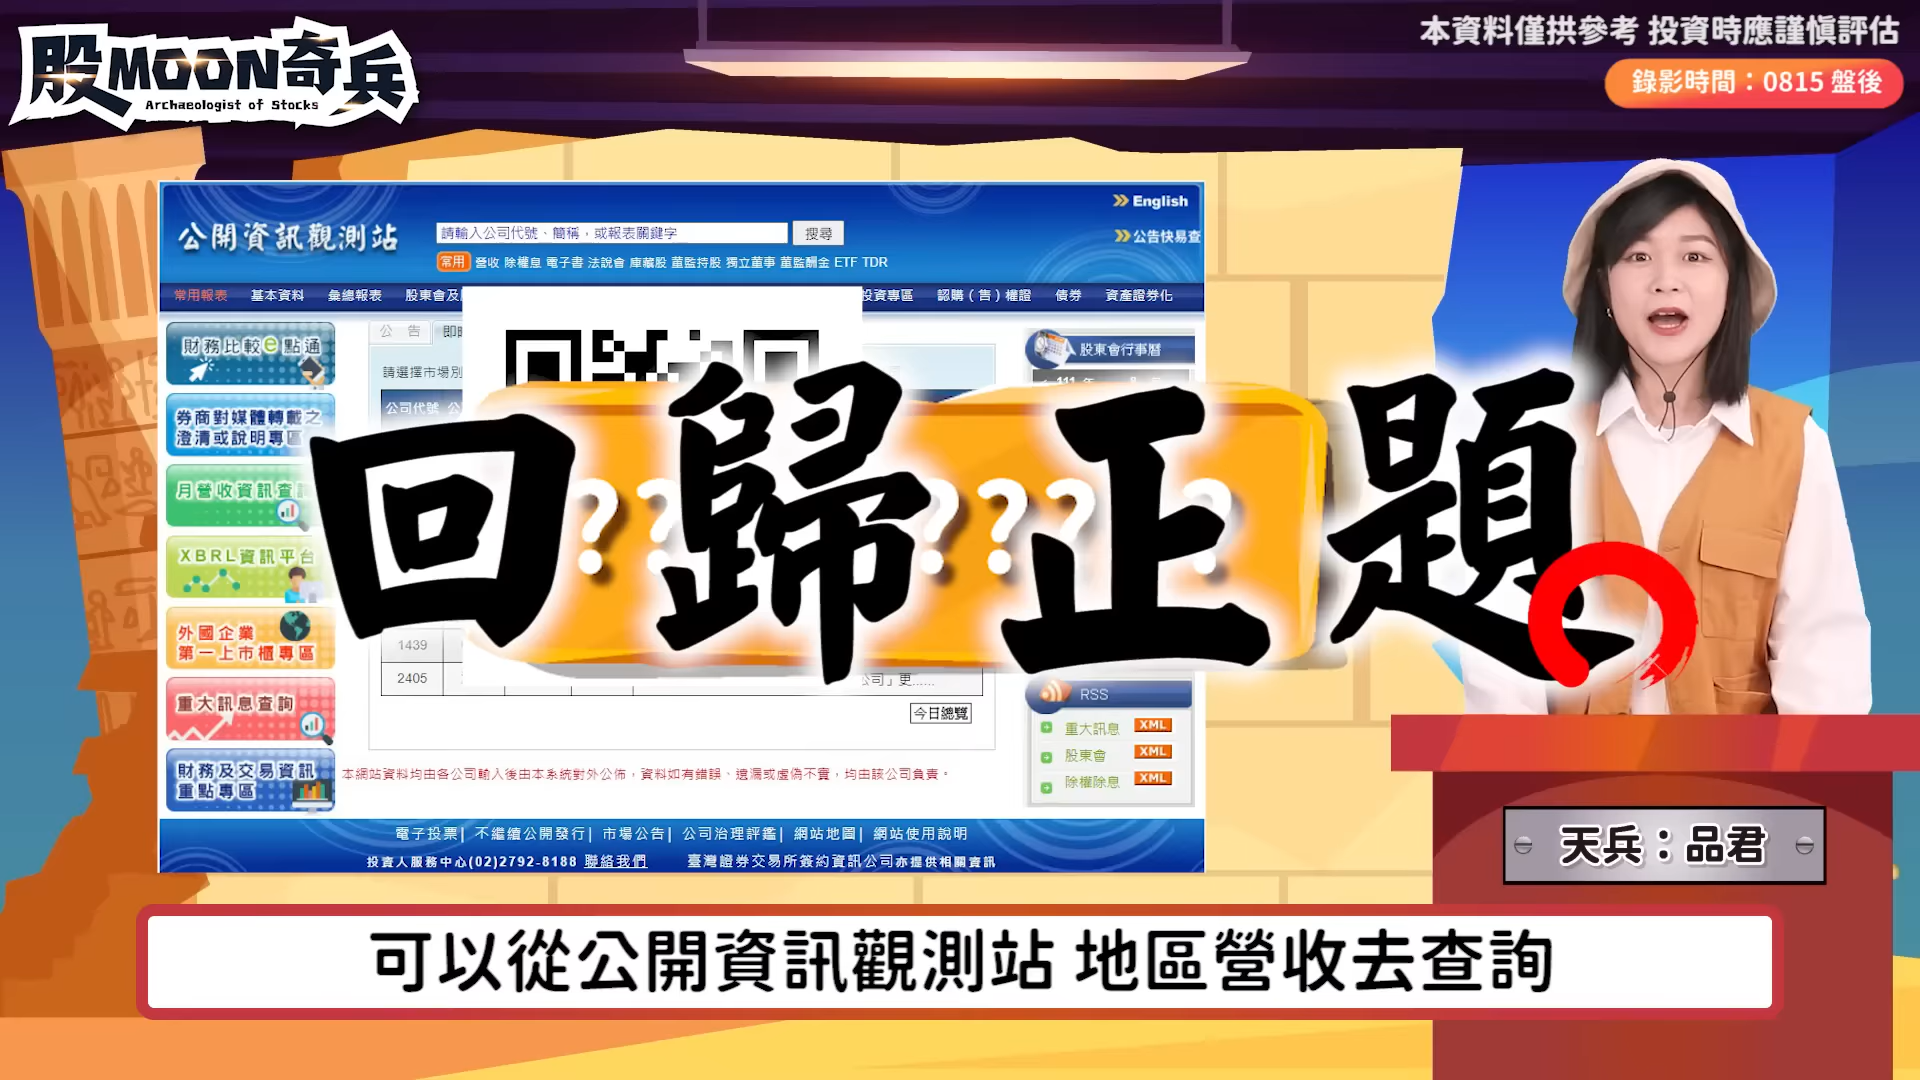 股MOON奇兵
Archaeologist of Stocks
本資料僅拱參考 投資時應謹慎評估
錄影時間：0815 盤後
公開資訊觀測站
請輸入公司代號、簡稱，或報表關鍵字
搜尋
English
公告快易查
常用 營收 除權息 電子書 法說會 庫藏股 董監持股 獨立董事 董監酬金 ETF TDR
常用報表 基本資料 彙總報表 股東會及
投資專區 認購（售）權證 債券 資產證券化
財務比較e點通
公 告
即時
請選擇市場別
股東會行事曆
券商對媒體轉載之
澄清或說明專區
公司代號 公
月營收資訊查
XBRL資訊平台
回歸正題
? ? ? ? ? ?
外國企業
第一上市櫃專區
1439
2405
公司」更......
今日總覽
重大訊息查詢
RSS
重大訊息 XML
股東會 XML
除權除息 XML
財務及交易資訊
重點專區
本網站資料均由各公司輸入後由本系統對外公佈，資料如有錯誤、遺漏或虛偽不實，均由該公司負責。
電子投票| 不繼續公開發行| 市場公告| 公司治理評鑑| 網站地圖| 網站使用說明
投資人服務中心(02)2792-8188 聯絡我們 臺灣證券交易所簽約資訊公司亦提供相關資訊
天兵：品君
可以從公開資訊觀測站 地區營收去查詢